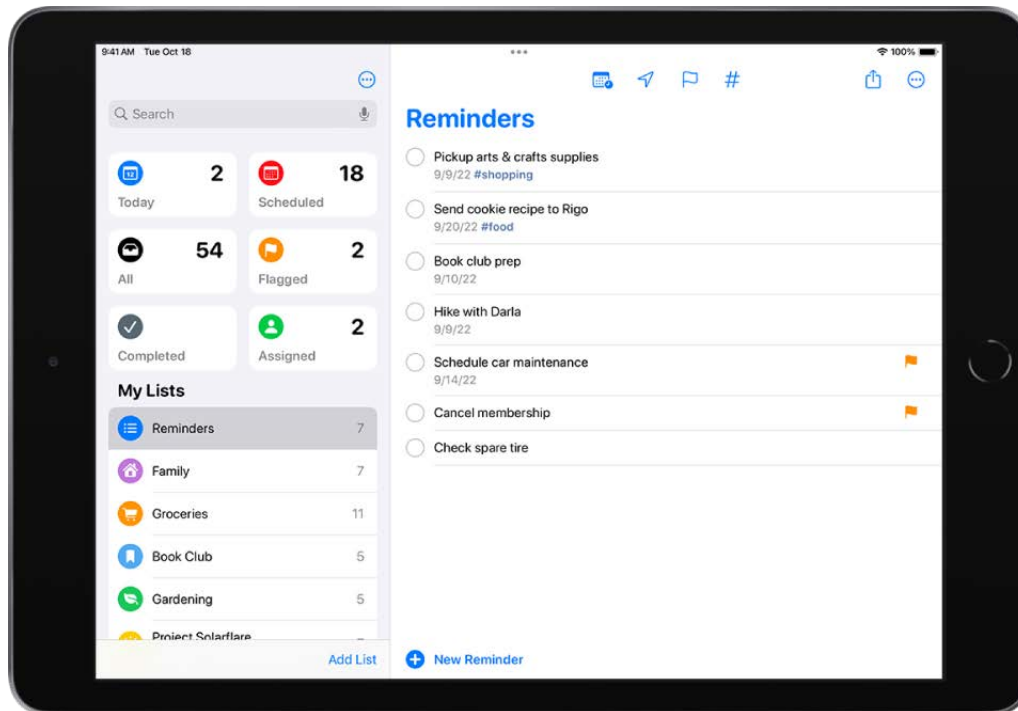 9:41 AM Tue Oct 18
100%
Search
2
Today
18
Scheduled
54
All
2
Flagged
Completed
2
Assigned
My Lists
Reminders 7
Family 7
Groceries 11
Book Club 5
Gardening 5
Project Solarflare
Add List
#
Reminders
Pickup arts & crafts supplies
9/9/22 #shopping
Send cookie recipe to Rigo
9/20/22 #food
Book club prep
9/10/22
Hike with Darla
9/9/22
Schedule car maintenance
9/14/22
Cancel membership
Check spare tire
New Reminder